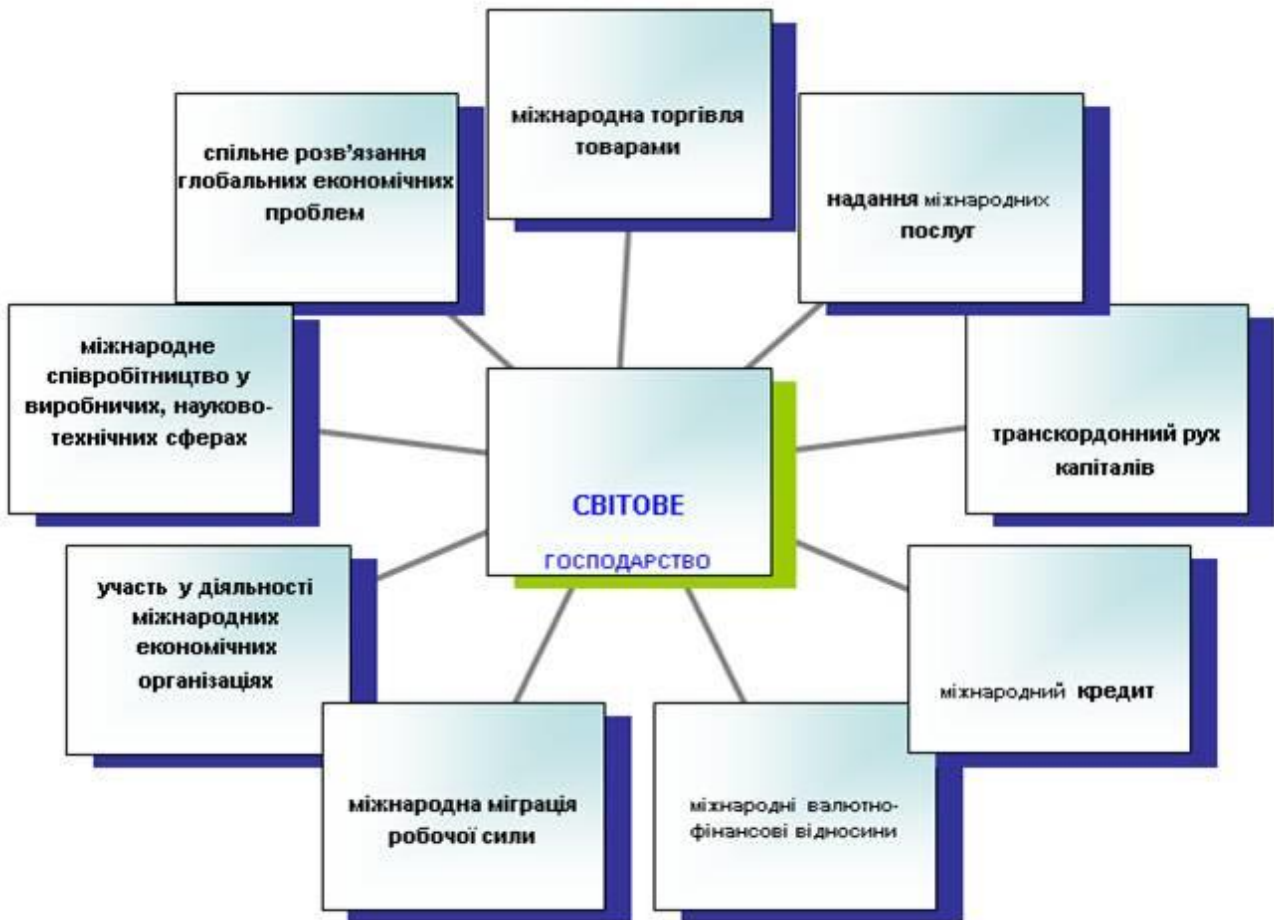 міжнародна торгівля
товарами
надання міжнародних
послуг
транскордонний рух
капіталів
міжнародний кредит
міжнародні валютно-
фінансові відносини
міжнародна міграція
робочої сили
участь у діяльності
міжнародних
економічних
організаціях
міжнародне
співробітництво у
виробничих, науково-
технічних сферах
спільне розв'язання
глобальних економічних
проблем
СВІТОВЕ
ГОСПОДАРСТВО